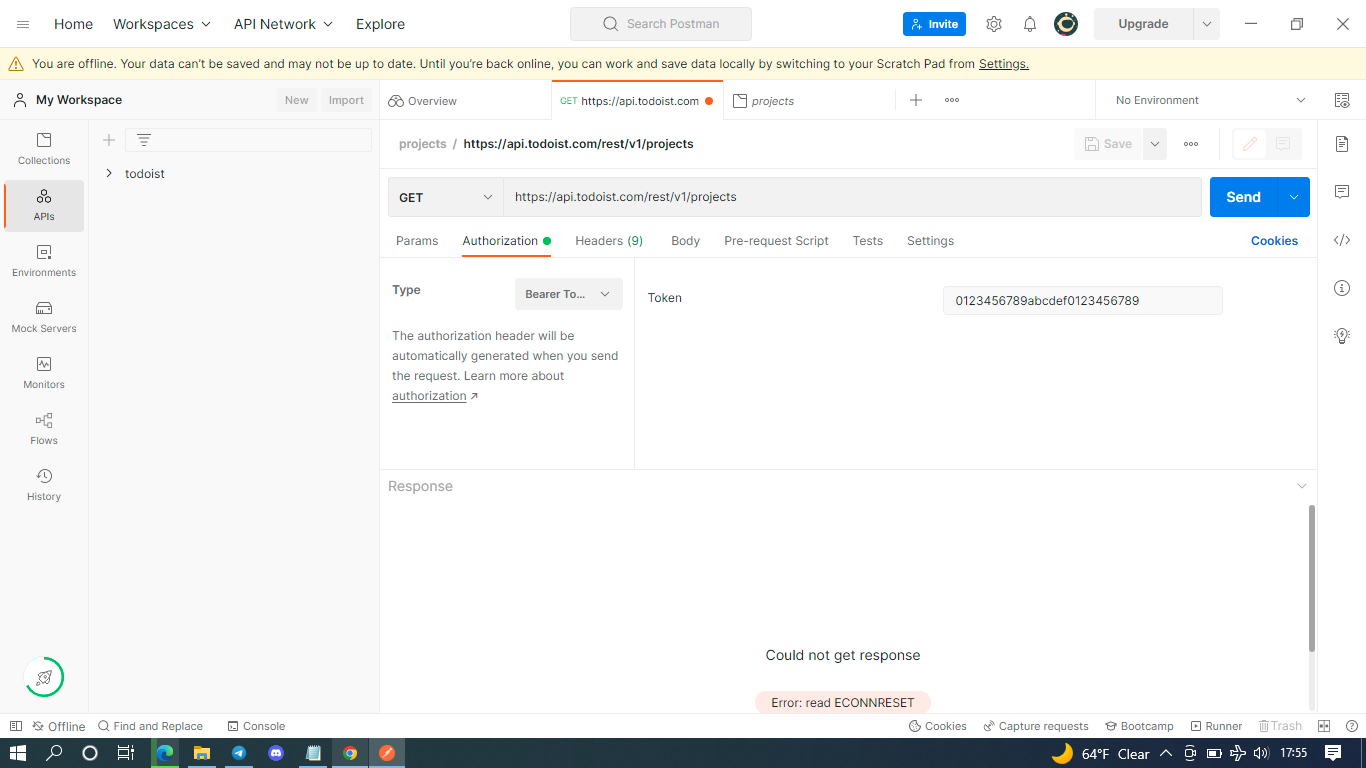 Home Workspaces API Network Explore Search Postman Invite Upgrade
You are offline. Your data can't be saved and may not be up to date. Until you're back online, you can work and save data locally by switching to your Scratch Pad from Settings.
My Workspace New Import
Overview GET https://api.todoist.com projects No Environment
Collections
APIs
Environments
Mock Servers
Monitors
Flows
History
todoist
projects / https://api.todoist.com/rest/v1/projects Save
GET https://api.todoist.com/rest/v1/projects Send
Params Authorization Headers (9) Body Pre-request Script Tests Settings Cookies
Type Bearer To...
The authorization header will be
automatically generated when you send
the request. Learn more about
authorization ↗
Token 0123456789abcdef0123456789
Response
Could not get response
Error: read ECONNRESET
Offline Find and Replace Console Cookies Capture requests Bootcamp Runner Trash
64°F Clear 17:55